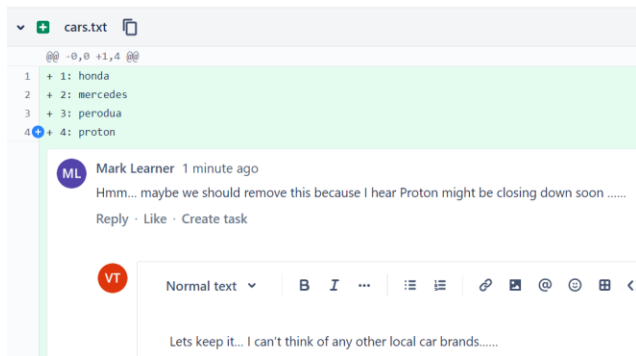 cars.txt
@@ -0,0 +1,4 @@
1 + 1: honda
2 + 2: mercedes
3 + 3: perodua
4 + 4: proton
ML Mark Learner 1 minute ago
Hmm... maybe we should remove this because I hear Proton might be closing down soon ......
Reply · Like · Create task
VT Normal text B I ...
Lets keep it... I can't think of any other local car brands......